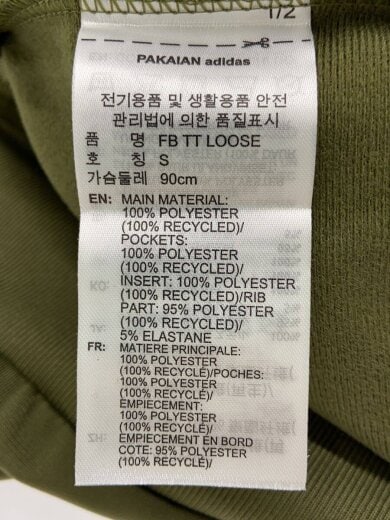 1/2
PAKAIAN adidas
전기용품 및 생활용품 안전
관리법에 의한 품질표시
품 명 FB TT LOOSE
호 칭 S
가슴둘레 90cm
EN: MAIN MATERIAL:
100% POLYESTER
(100% RECYCLED)/
POCKETS:
100% POLYESTER
(100% RECYCLED)/
INSERT: 100% POLYESTER
(100% RECYCLED)/RIB
PART: 95% POLYESTER
(100% RECYCLED)/
5% ELASTANE
FR: MATIERE PRINCIPALE:
100% POLYESTER
(100% RECYCLÉ)/POCHES:
100% POLYESTER
(100% RECYCLÉ)/
EMPIECEMENT:
100% POLYESTER
(100% RECYCLÉ)/
EMPIECEMENT EN BORD
COTE: 95% POLYESTER
(100% RECYCLÉ)/